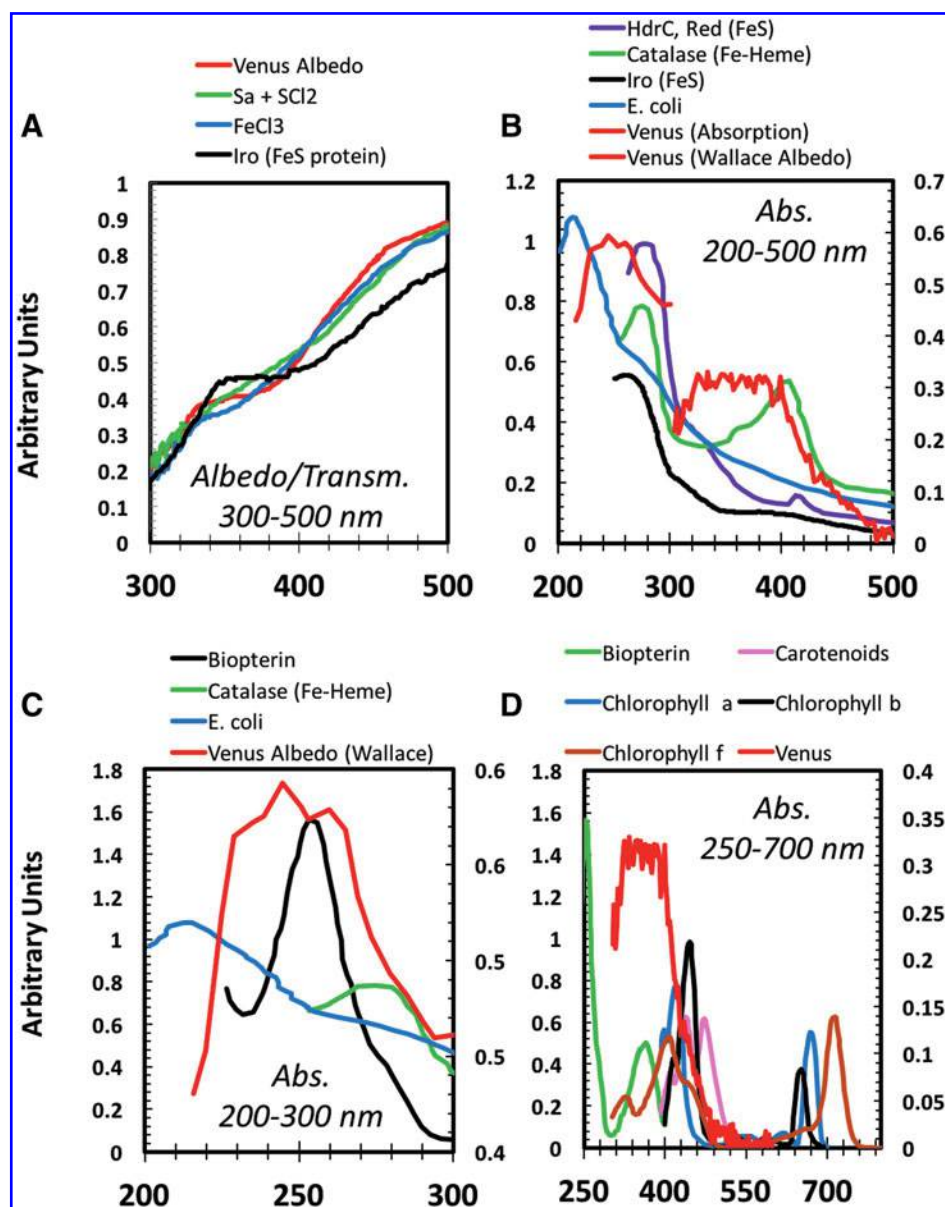 A
Venus Albedo
Sa + SCl2
FeCl3
Iro (FeS protein)
Arbitrary Units
1
0.9
0.8
0.7
0.6
0.5
0.4
0.3
0.2
0.1
0
Albedo/Transm.
300-500 nm
300
400
500
B
HdrC, Red (FeS)
Catalase (Fe-Heme)
Iro (FeS)
E. coli
Venus (Absorption)
Venus (Wallace Albedo)
1.2
1
0.8
0.6
0.4
0.2
0
Abs.
200-500 nm
0.7
0.6
0.5
0.4
0.3
0.2
0.1
0
200
300
400
500
C
Biopterin
Catalase (Fe-Heme)
E. coli
Venus Albedo (Wallace)
Arbitrary Units
1.8
1.6
1.4
1.2
1
0.8
0.6
0.4
0.2
0
Abs.
200-300 nm
0.6
0.6
0.5
0.5
0.4
200
250
300
D
Biopterin
Carotenoids
Chlorophyll a
Chlorophyll b
Chlorophyll f
Venus
1.8
1.6
1.4
1.2
1
0.8
0.6
0.4
0.2
0
Abs.
250-700 nm
0.4
0.35
0.3
0.25
0.2
0.15
0.1
0.05
0
250
400
550
700